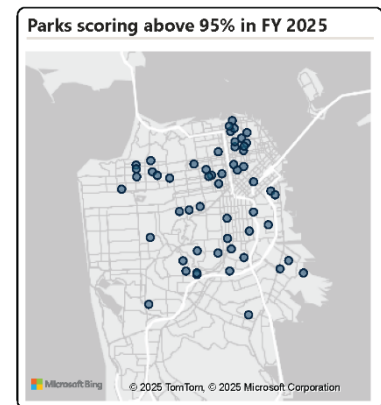 Parks scoring above 95% in FY 2025
Microsoft Bing
© 2025 TomTom, © 2025 Microsoft Corporation